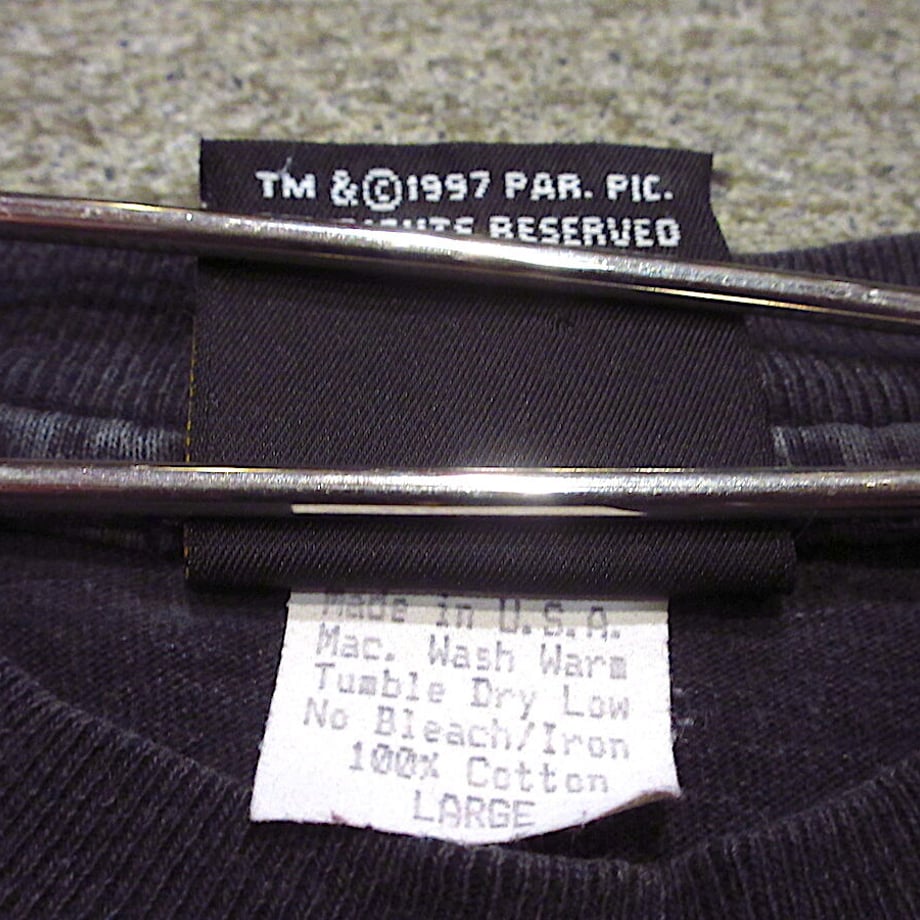 TM &©1997 PAR. PIC.
RIGHTS RESERVED
Made in U.S.A.
Mac. Wash Warm
Tumble Dry Low
No Bleach/Iron
100% Cotton
LARGE